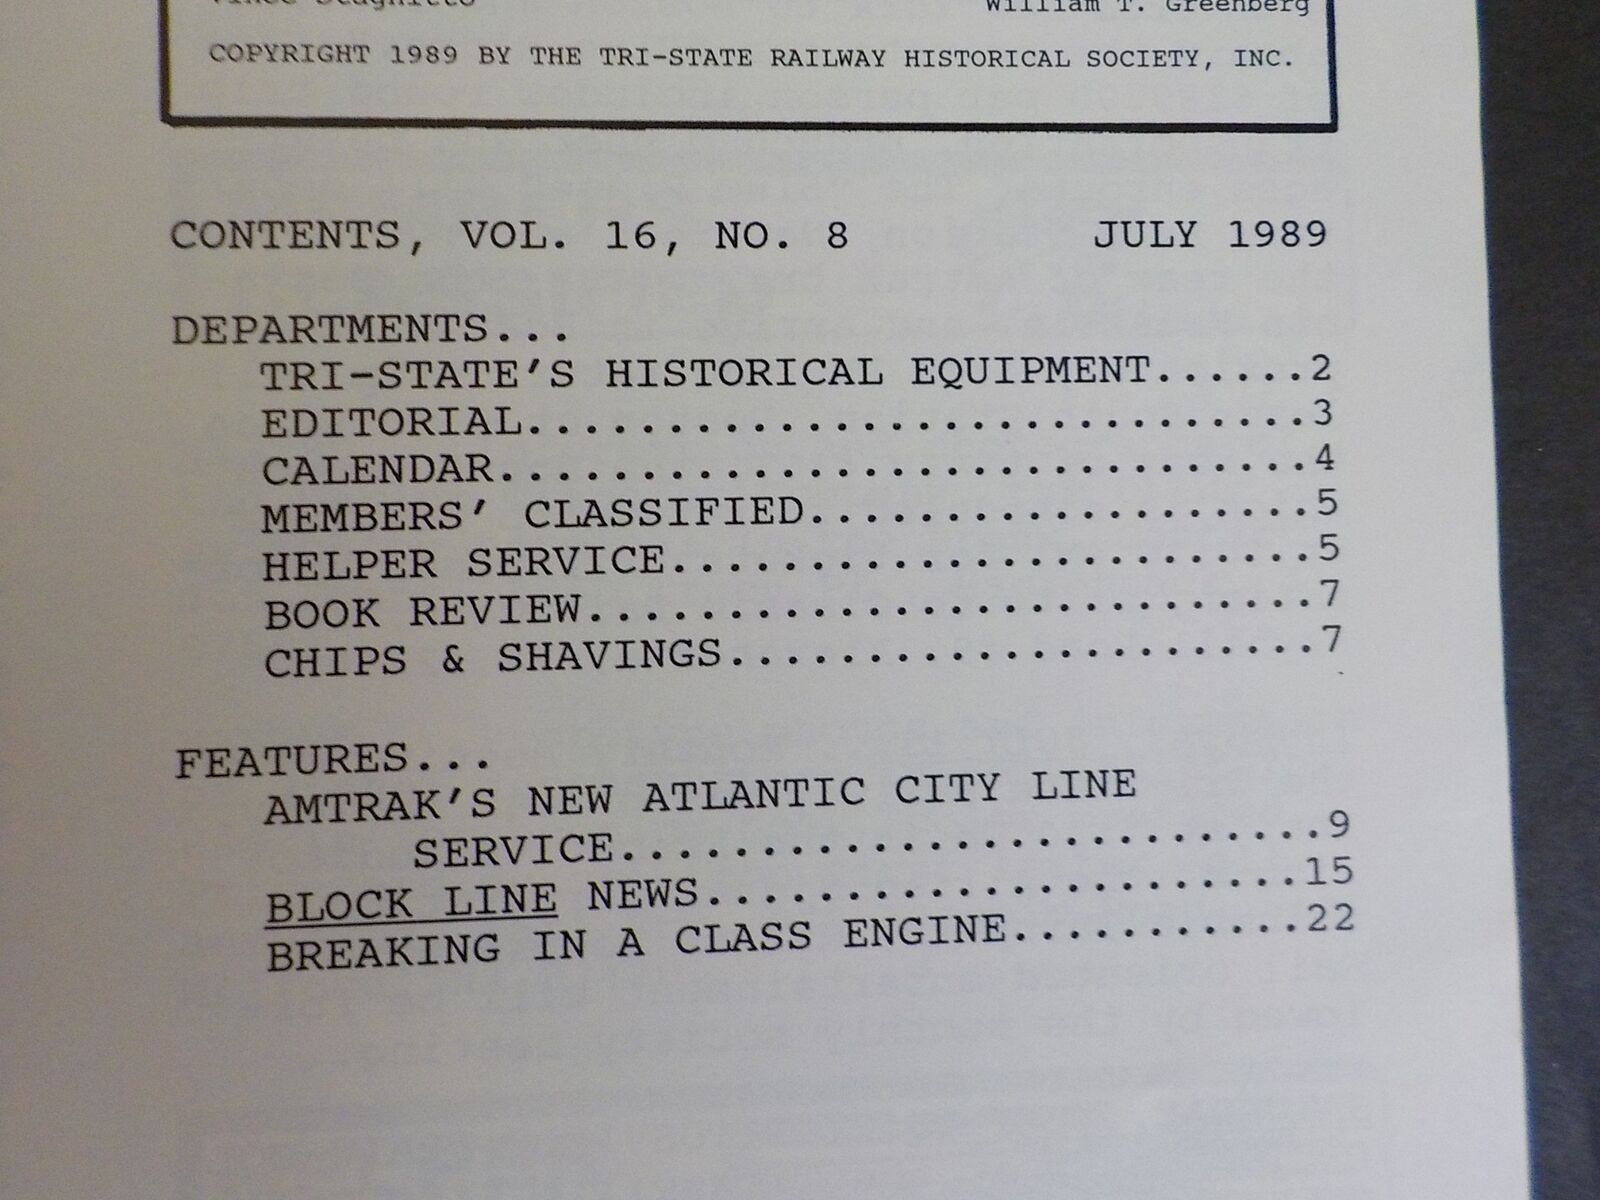 William T. Greenberg
COPYRIGHT 1989 BY THE TRI-STATE RAILWAY HISTORICAL SOCIETY, INC.
CONTENTS, VOL. 16, NO. 8 JULY 1989
DEPARTMENTS...
TRI-STATE'S HISTORICAL EQUIPMENT......2
EDITORIAL...........................3
CALENDAR............................4
MEMBERS' CLASSIFIED..................5
HELPER SERVICE.......................5
BOOK REVIEW..........................7
CHIPS & SHAVINGS.....................7
FEATURES...
AMTRAK'S NEW ATLANTIC CITY LINE
SERVICE.........................9
BLOCK LINE NEWS.....................15
BREAKING IN A CLASS ENGINE...........22